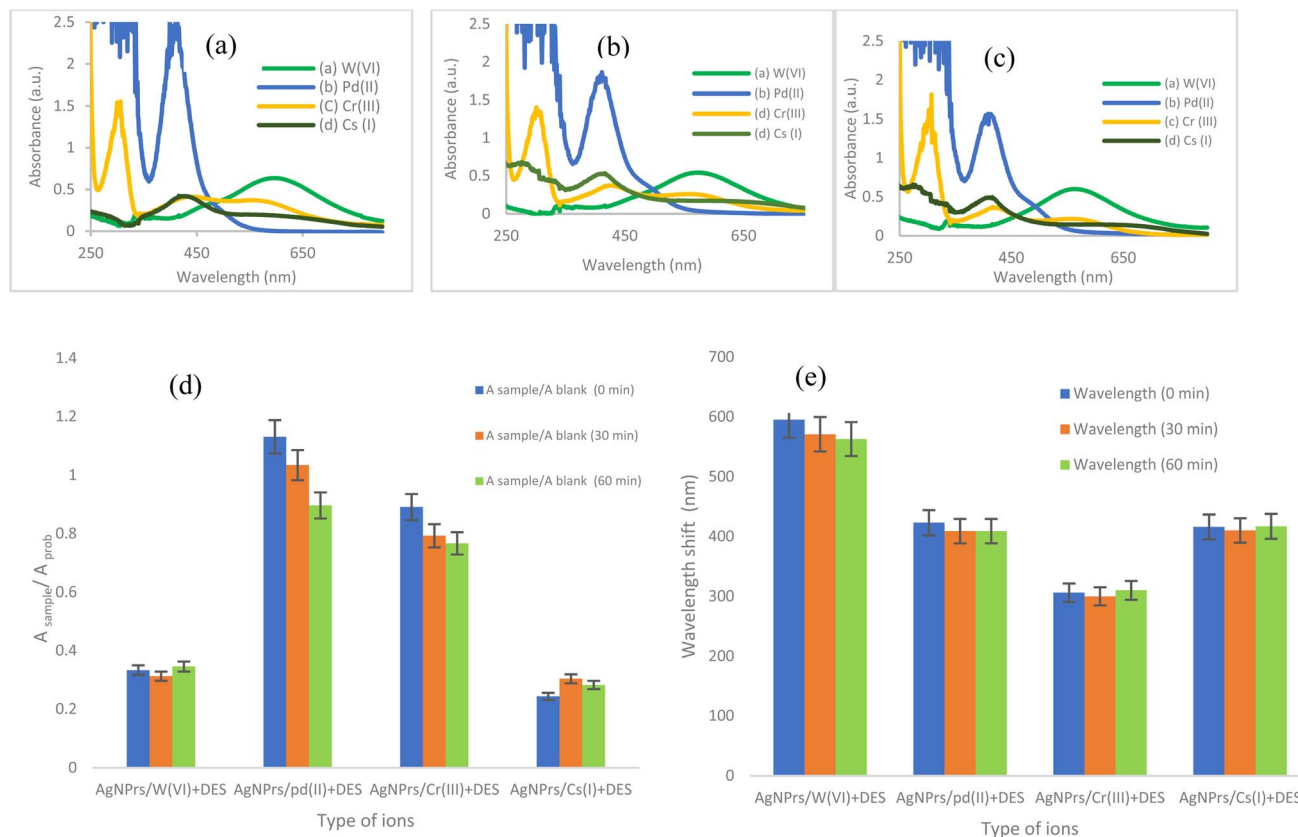 (a)
2.5
2
1.5
1
0.5
0
250
450
650
Absorbance (a.u.)
Wavelength (nm)
(a) W(VI)
(b) Pd(II)
(C) Cr(III)
(d) Cs (I)
(b)
2.5
2
1.5
1
0.5
0
250
450
650
Absorbance (a.u.)
Wavelength (nm)
(a) W(VI)
(b) Pd(II)
(d) Cr(III)
(d) Cs (I)
(c)
2.5
2
1.5
1
0.5
0
250
450
650
Absorbance (a.u.)
Wavelength (nm)
(a) W(VI)
(b) Pd(II)
(c) Cr (III)
(d) Cs (I)
(d)
1.4
1.2
1
0.8
0.6
0.4
0.2
0
A sample/ A prob
A sample/A blank (0 min)
A sample/A blank (30 min)
A sample/A blank (60 min)
AgNPrs/W(VI)+DES AgNPrs/pd(II)+DES AgNPrs/Cr(III)+DES AgNPrs/Cs(I)+DES
Type of ions
(e)
700
600
500
400
300
200
100
0
Wavelength shift (nm)
Wavelength (0 min)
Wavelength (30 min)
Wavelength (60 min)
AgNPrs/W(VI)+DES AgNPrs/pd(II)+DES AgNPrs/Cr(III)+DES AgNPrs/Cs(I)+DES
Type of ions